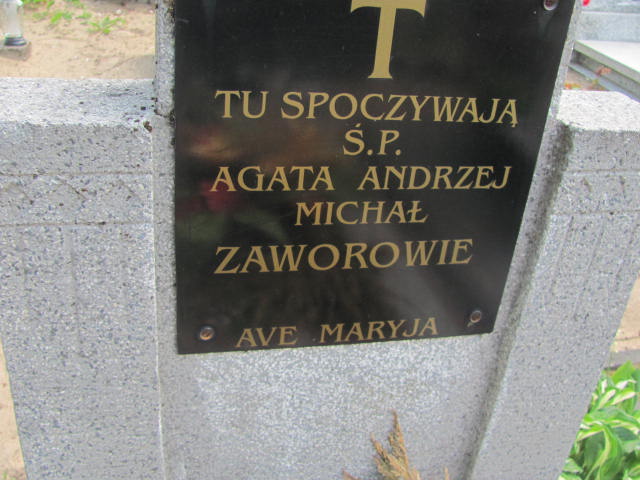 TU SPOCZYWAJĄ
Ś.P.
AGATA ANDRZEJ
MICHAŁ
ZAWOROWIE
AVE MARYJA